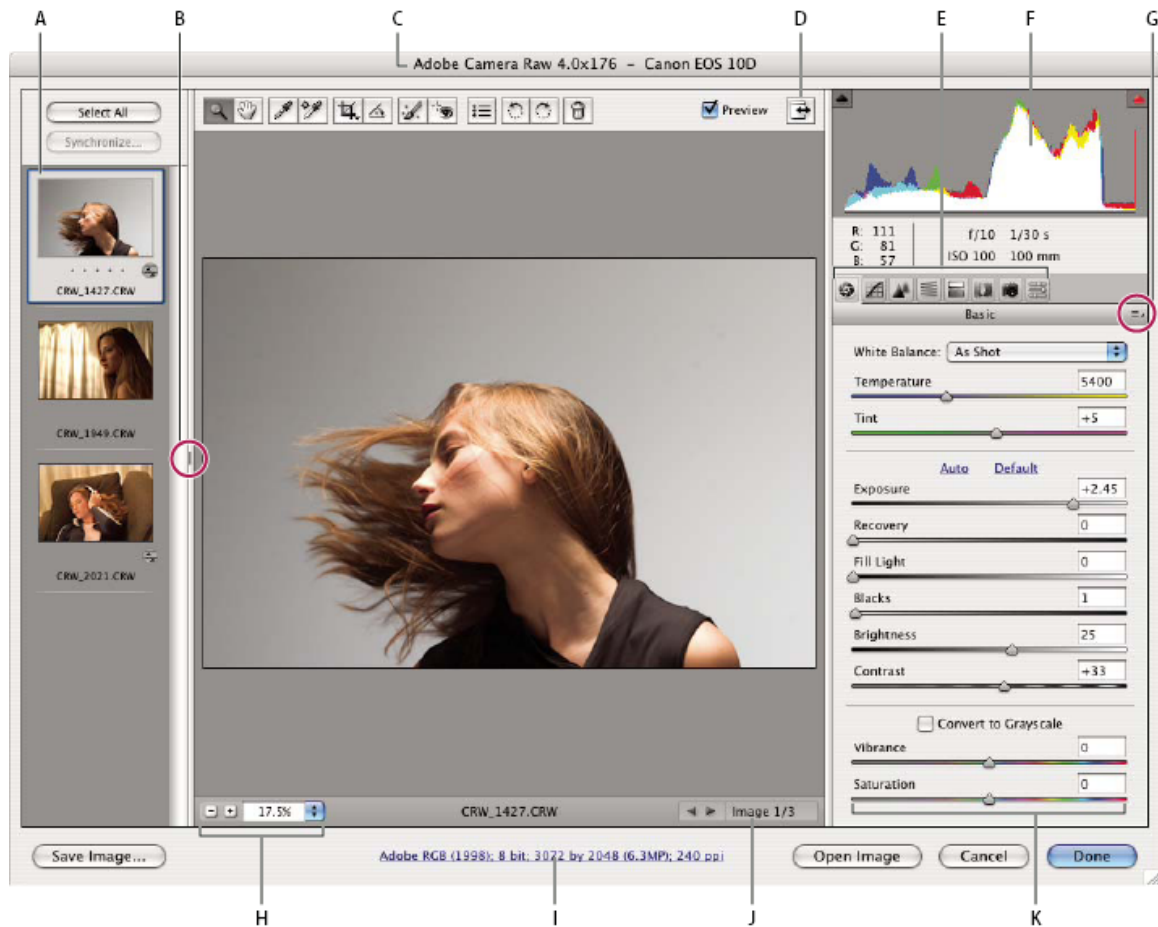 A B C D E F G
Adobe Camera Raw 4.0x176 – Canon EOS 10D
Select All
Synchronize...
CRW_1427.CRW
CRW_1949.CRW
CRW_2021.CRW
Preview
17.5%
CRW_1427.CRW
Image 1/3
R: 111
G: 81
B: 57
f/10 1/30 s
ISO 100 100 mm
Basic
White Balance: As Shot
Temperature 5400
Tint +5
Auto Default
Exposure +2.45
Recovery 0
Fill Light 0
Blacks 1
Brightness 25
Contrast +33
Convert to Grayscale
Vibrance 0
Saturation 0
Save Image...
Adobe RGB (1998); 8 bit; 3072 by 2048 (6.3MP); 240 ppi
Open Image
Cancel
Done
H I J K